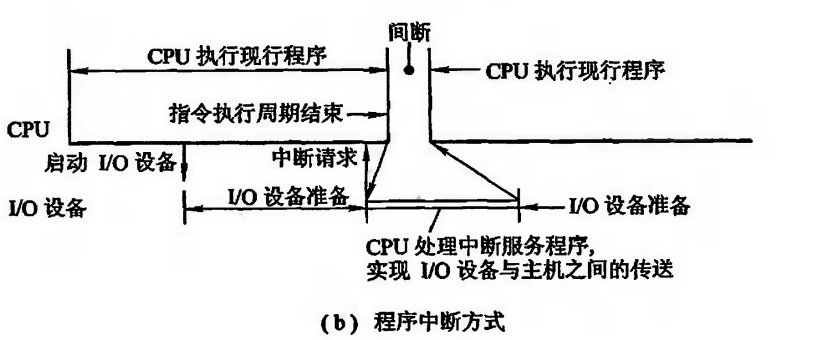 间断
CPU 执行现行程序
CPU 执行现行程序
指令执行周期结束
CPU
启动 I/O 设备
中断请求
I/O 设备
I/O 设备准备
I/O 设备准备
CPU 处理中断服务程序,
实现 I/O 设备与主机之间的传送
(b) 程序中断方式